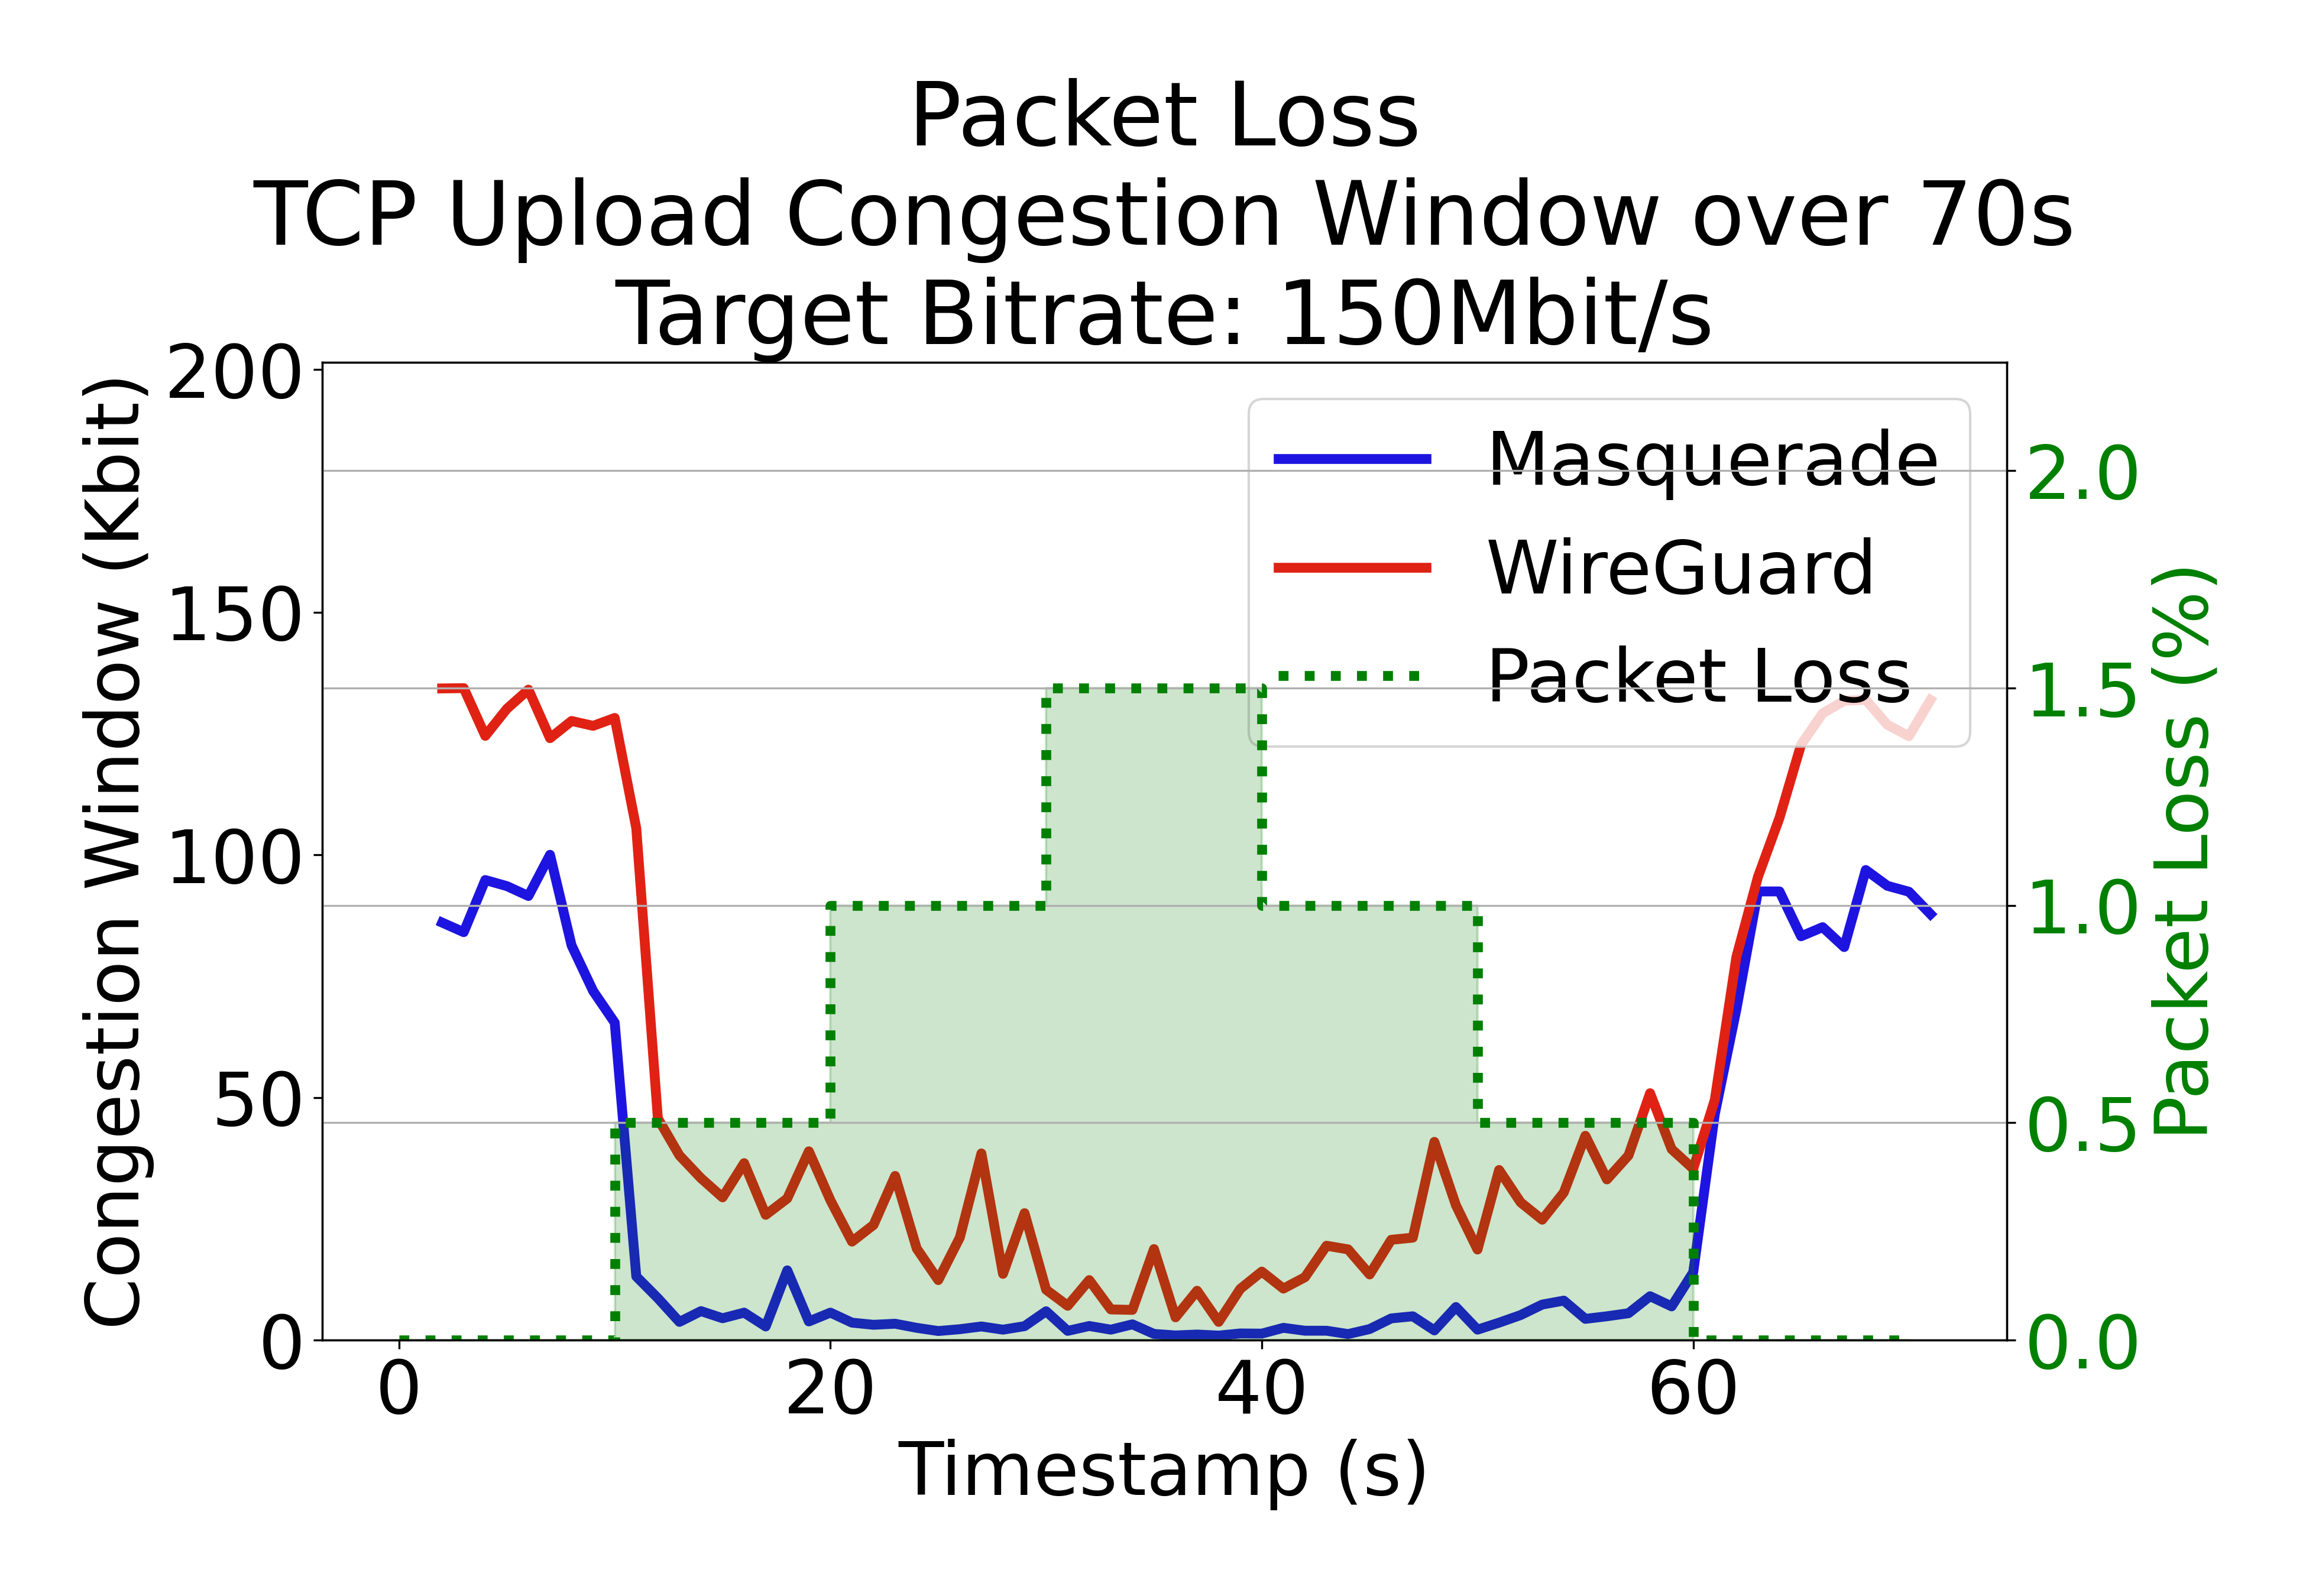 Packet Loss
TCP Upload Congestion Window over 70s
Target Bitrate: 150Mbit/s
Congestion Window (Kbit)
200
150
100
50
0
Masquerade
WireGuard
Packet Loss
2.0
1.5
1.0
0.5
0.0
Packet Loss (%)
0 20 40 60
Timestamp (s)